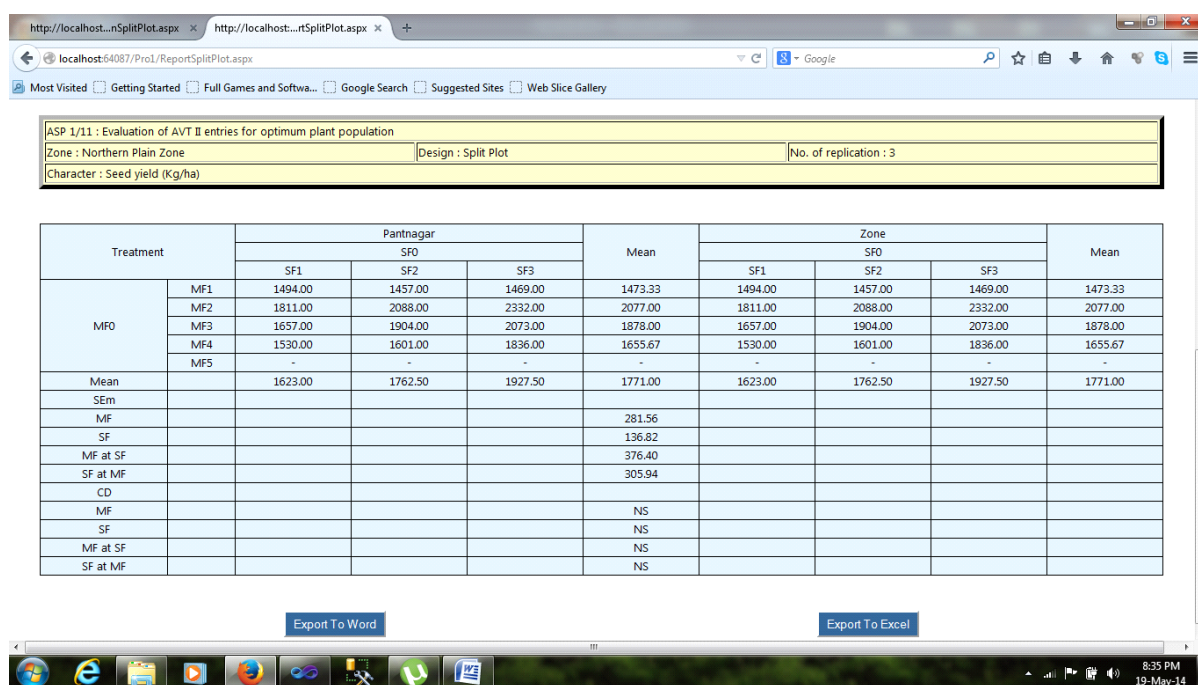 http://localhost...nSplitPlot.aspx × http://localhost:...rtSplitPlot.aspx × +
localhost:64087/Pro1/ReportSplitPlot.aspx 8 Google
Most Visited Getting Started Full Games and Softwa... Google Search Suggested Sites Web Slice Gallery
ASP 1/11 : Evaluation of AVT II entries for optimum plant population
Zone : Northern Plain Zone Design : Split Plot No. of replication : 3
Character : Seed yield (Kg/ha)
Treatment Pantnagar Mean Zone Mean
SF0 SF0
SF1 SF2 SF3 SF1 SF2 SF3
MF0 MF1 1494.00 1457.00 1469.00 1473.33 1494.00 1457.00 1469.00 1473.33
MF2 1811.00 2088.00 2332.00 2077.00 1811.00 2088.00 2332.00 2077.00
MF3 1657.00 1904.00 2073.00 1878.00 1657.00 1904.00 2073.00 1878.00
MF4 1530.00 1601.00 1836.00 1655.67 1530.00 1601.00 1836.00 1655.67
MF5 - - - - - - - -
Mean 1623.00 1762.50 1927.50 1771.00 1623.00 1762.50 1927.50 1771.00
SEm
MF 281.56
SF 136.82
MF at SF 376.40
SF at MF 305.94
CD
MF NS
SF NS
MF at SF NS
SF at MF NS
Export To Word Export To Excel
8:35 PM
19-May-14